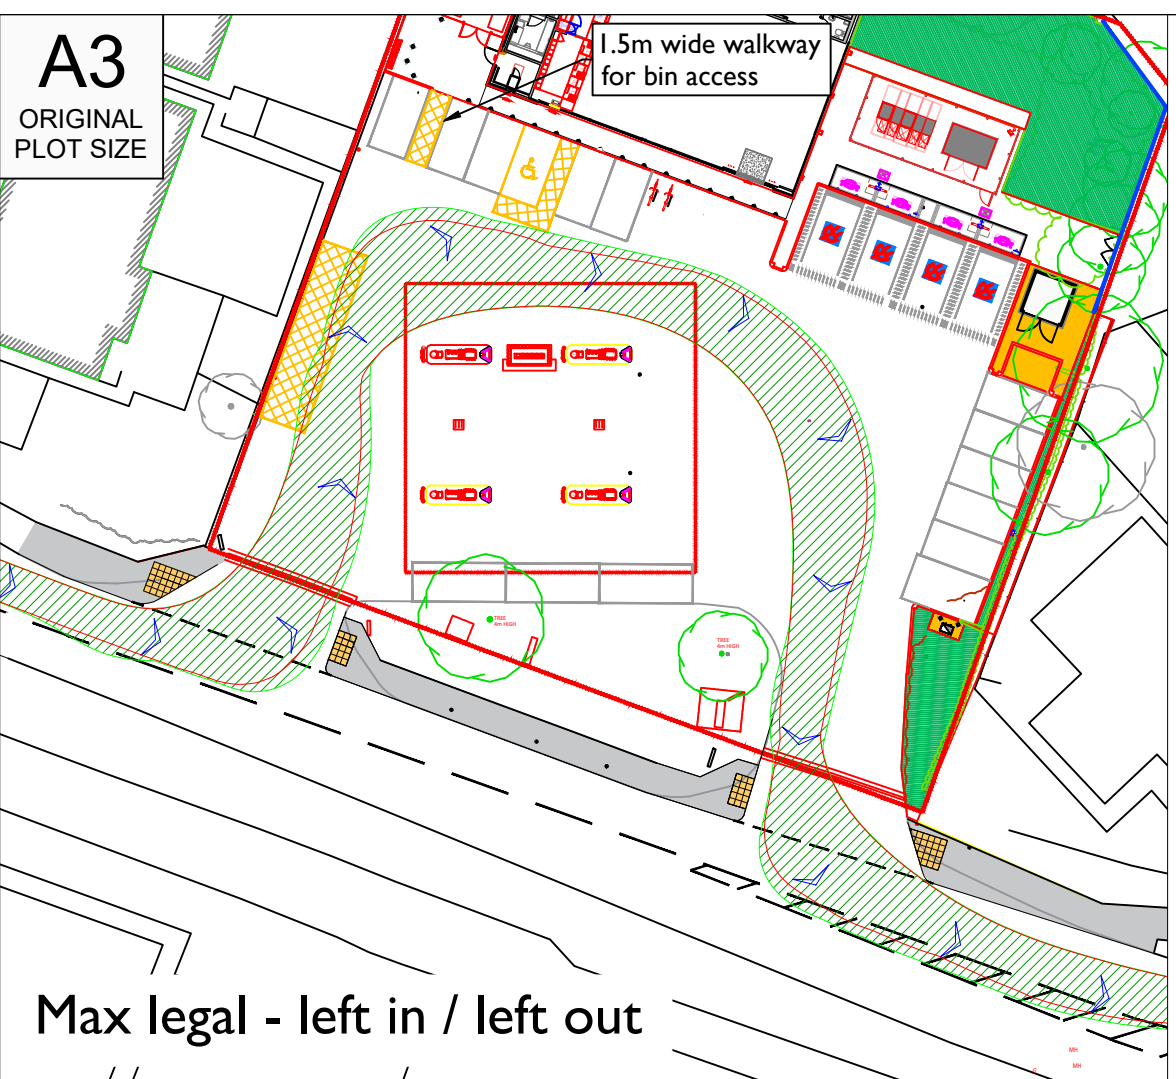 A3
ORIGINAL
PLOT SIZE
1.5m wide walkway
for bin access
TREE
4m HIGH
TREE
4m HIGH
Max legal - left in / left out
MH
MH